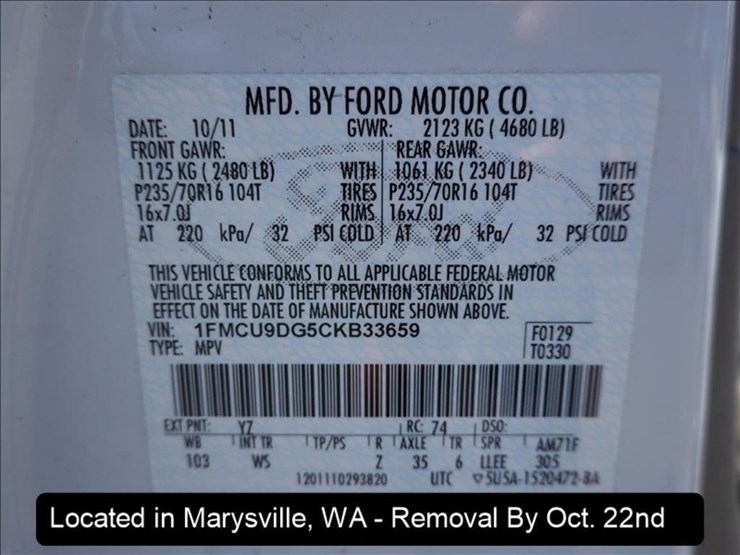 MFD. BY FORD MOTOR CO.
DATE: 10/11 GVWR: 2123 KG ( 4680 LB)
FRONT GAWR: REAR GAWR:
1125 KG ( 2480 LB) WITH 1061 KG ( 2340 LB) WITH
P235/70R16 104T TIRES P235/70R16 104T TIRES
16x7.0J RIMS 16x7.0J RIMS
AT 220 kPa/ 32 PSI COLD AT 220 kPa/ 32 PSI COLD
THIS VEHICLE CONFORMS TO ALL APPLICABLE FEDERAL MOTOR
VEHICLE SAFETY AND THEFT PREVENTION STANDARDS IN
EFFECT ON THE DATE OF MANUFACTURE SHOWN ABOVE.
VIN: 1FMCU9DG5CKB33659 F0129
TYPE: MPV T0330
EXT PNT: YZ RC: 74 DSO:
WB INT TR TP/PS R AXLE TR SPR AM71F
103 WS Z 35 6 LLEE 305
1201110293820 UTC ▽5U5A-1520472-BA
Located in Marysville, WA - Removal By Oct. 22nd